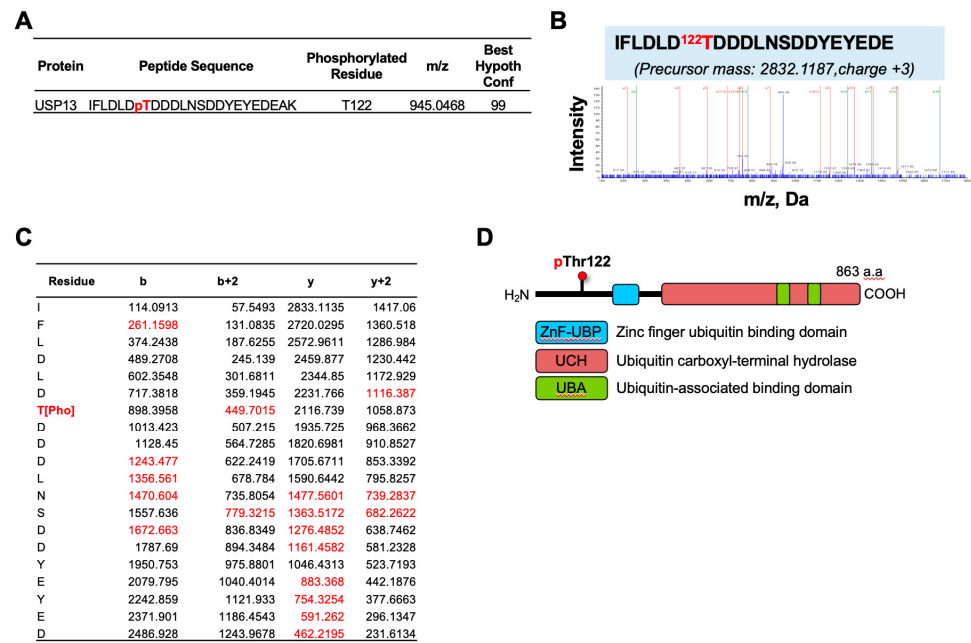 A
Protein Peptide Sequence Phosphorylated Residue m/z Best Hypoth Conf
USP13 IFLDLDpTDDDLNSDDYEYEDEAK T122 945.0468 99
B
IFLDLD122TDDDLNSDDYEYEDE
(Precursor mass: 2832.1187,charge +3)
Intensity
m/z, Da
C
Residue b b+2 y y+2
I 114.0913 57.5493 2833.1135 1417.06
F 261.1598 131.0835 2720.0295 1360.518
L 374.2438 187.6255 2572.9611 1286.984
D 489.2708 245.139 2459.877 1230.442
L 602.3548 301.6811 2344.85 1172.929
D 717.3818 359.1945 2231.766 1116.387
T[Pho] 898.3958 449.7015 2116.739 1058.873
D 1013.423 507.215 1935.725 968.3662
D 1128.45 564.7285 1820.6981 910.8527
D 1243.477 622.2419 1705.6711 853.3392
L 1356.561 678.784 1590.6442 795.8257
N 1470.604 735.8054 1477.5601 739.2837
S 1557.636 779.3215 1363.5172 682.2622
D 1672.663 836.8349 1276.4852 638.7462
D 1787.69 894.3484 1161.4582 581.2328
Y 1950.753 975.8801 1046.4313 523.7193
E 2079.795 1040.4014 883.368 442.1876
Y 2242.859 1121.933 754.3254 377.6663
E 2371.901 1186.4543 591.262 296.1347
D 2486.928 1243.9678 462.2195 231.6134
D
pThr122
863 a.a
H₂N
COOH
ZnF-UBP Zinc finger ubiquitin binding domain
UCH Ubiquitin carboxyl-terminal hydrolase
UBA Ubiquitin-associated binding domain